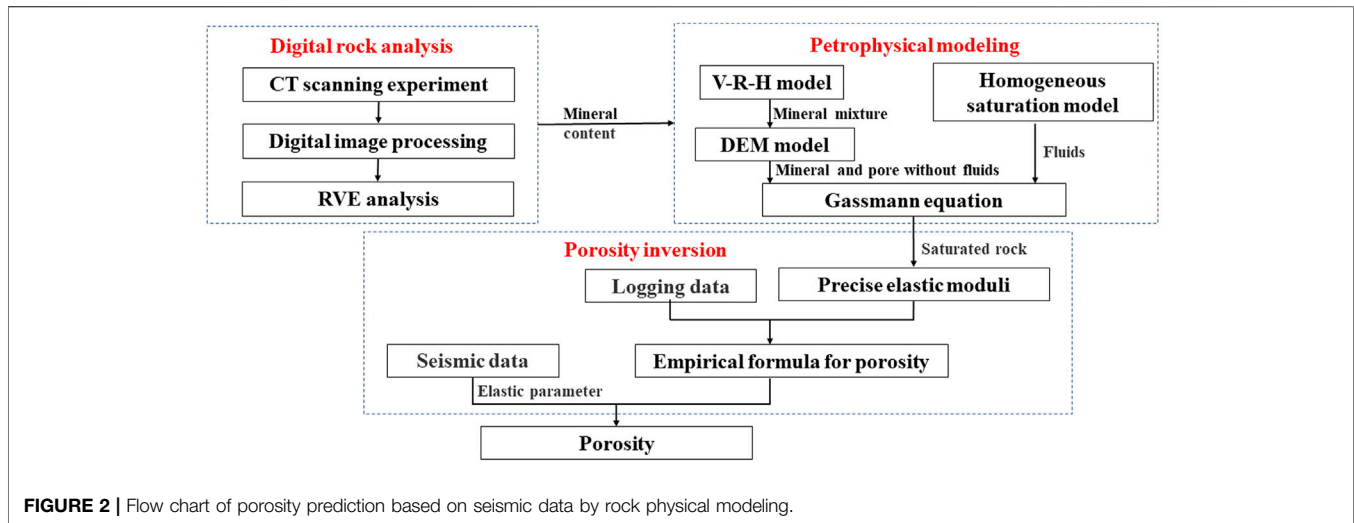 Digital rock analysis
CT scanning experiment
Digital image processing
RVE analysis
Mineral
content
Petrophysical modeling
V-R-H model
Mineral mixture
DEM model
Mineral and pore without fluids
Homogeneous
saturation model
Fluids
Gassmann equation
Saturated rock
Porosity inversion
Logging data
Precise elastic moduli
Seismic data
Empirical formula for porosity
Elastic parameter
Porosity
FIGURE 2 | Flow chart of porosity prediction based on seismic data by rock physical modeling.